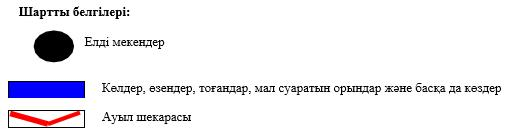 Шартты белгілері:
Елді мекендер
Көлдер, өзендер, тоғандар, мал суаратын орындар және басқа да көздер
Ауыл шекарасы